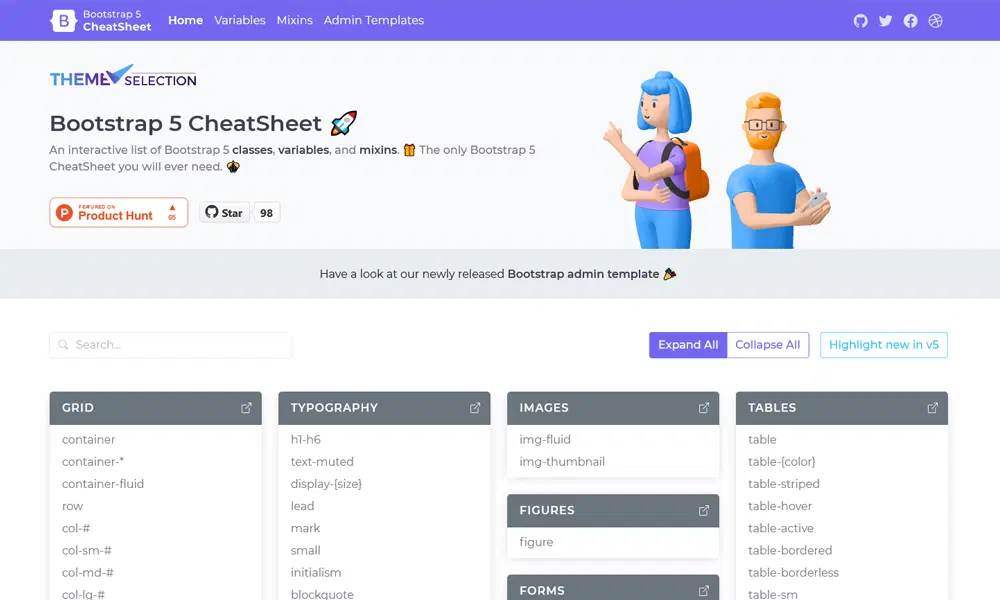 Bootstrap 5
CheatSheet
Home Variables Mixins Admin Templates
THEME SELECTION
Bootstrap 5 CheatSheet 🚀
An interactive list of Bootstrap 5 classes, variables, and mixins. 🎁 The only Bootstrap 5
CheatSheet you will ever need.
FEATURED ON
Product Hunt
65
Star
98
Have a look at our newly released Bootstrap admin template 🎉
Search...
Expand All
Collapse All
Highlight new in v5
GRID
container
container-*
container-fluid
row
col-#
col-sm-#
col-md-#
col-lg-#
TYPOGRAPHY
h1-h6
text-muted
display-{size}
lead
mark
small
initialism
blockquote
IMAGES
img-fluid
img-thumbnail
FIGURES
figure
FORMS
TABLES
table
table-{color}
table-striped
table-hover
table-active
table-bordered
table-borderless
table-sm